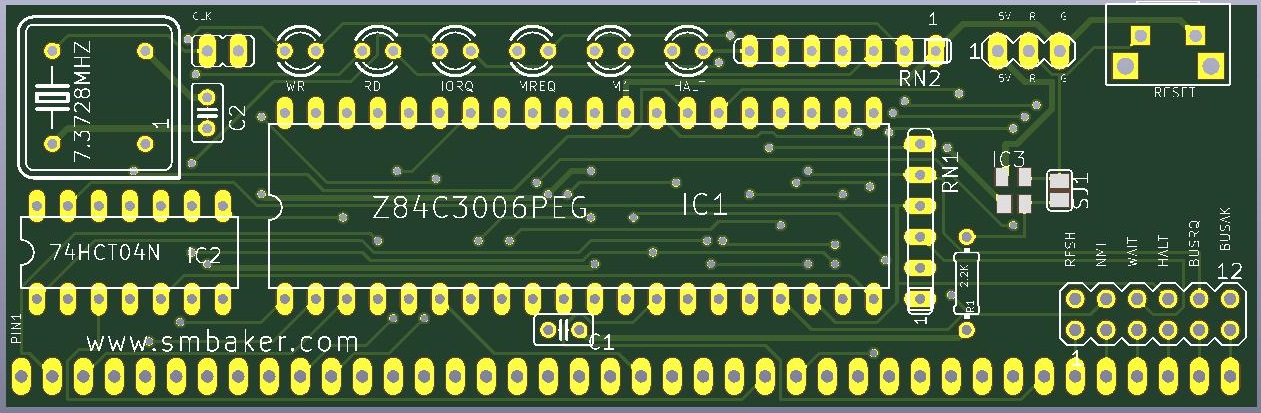 CLK
7.3728MHZ
1
C2
WR
RD
IORQ
MREQ
M1
HALT
1
RN2
5V R G
1
5V R G
RESET
Z84C3006PEG
IC1
RN1
1
IC3
SJ1
74HCT04N
IC2
2.2K
R1
RFSH
NMI
WAIT
HALT
BUSRQ
BUSAK
12
1
PIN1
www.smbaker.com
C1